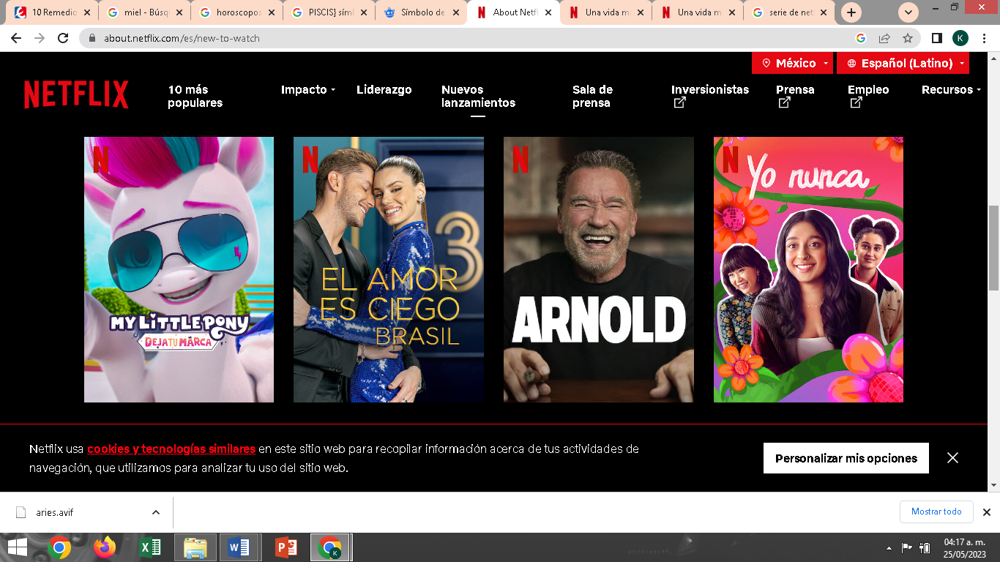 10 Remedio
miel - Búsq
horoscopos
PISCIS} simb
Símbolo de
About Netfl
Una vida m
Una vida m
serie de net
about.netflix.com/es/new-to-watch
K
México
Español (Latino)
NETFLIX
10 más
populares
Impacto
Liderazgo
Nuevos
lanzamientos
Sala de
prensa
Inversionistas
Prensa
Empleo
Recursos
N
MY LITTLE PONY
DEJA TU MARCA
N
3
EL AMOR
ES CIEGO
BRASIL
N
ARNOLD
N
Yo nunca
Netflix usa cookies y tecnologías similares en este sitio web para recopilar información acerca de tus actividades de
navegación, que utilizamos para analizar tu uso del sitio web.
Personalizar mis opciones
aries.avif
Mostrar todo
04:17 a. m.
25/05/2023